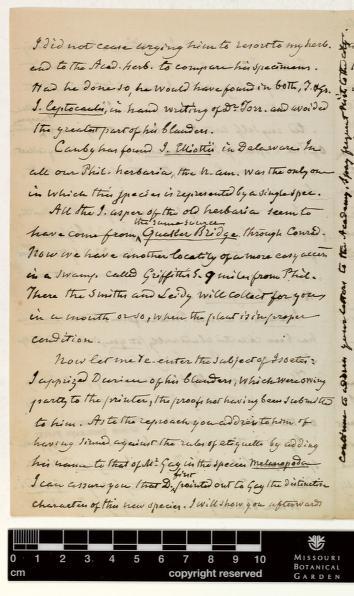 I did not cease urging him to resort to my herb.
and to the Acad. herb. to compare his specimens.
Had he done so, he would have found in both, J.
J. leptocaulis, in hand writing of Dr. Torr. and avoided
the greatest part of his blunders.
Canby has found J. Elliottii in Delaware. In
all our Phil. herbaria, the n. am. was the only one
in which this species is represented by a single spec.
All the J. asper of the old herbaria seem to
the same source
have come from Quaker Bridge through Conrad.
Now we have another locality of a more easy access
in a swamp called Griffiths S. 9 miles from Phil.
There the Smiths and Leidy will collect for you
in a month or so, when the plant is in proper
condition.
Now let me re-enter the subject of Isoetes:
I apprized Durieu of his blunders, which were owing
partly to the printer, the proofs not having been submitted
to him. As to the reproach you address to him of
having sinned against the rules of etiquette by adding
his name to that of Mr. Gay in the species melanopoda
I can assure you that D. first pointed out to Gay the distinctive
characters of this new species. I will show you afterwards
Continue to address your letters to the Academy, I pay frequent visits to the city.
0 1 2 3 4 5 6 7 8 9 10
cm
copyright reserved
MISSOURI
BOTANICAL
GARDEN